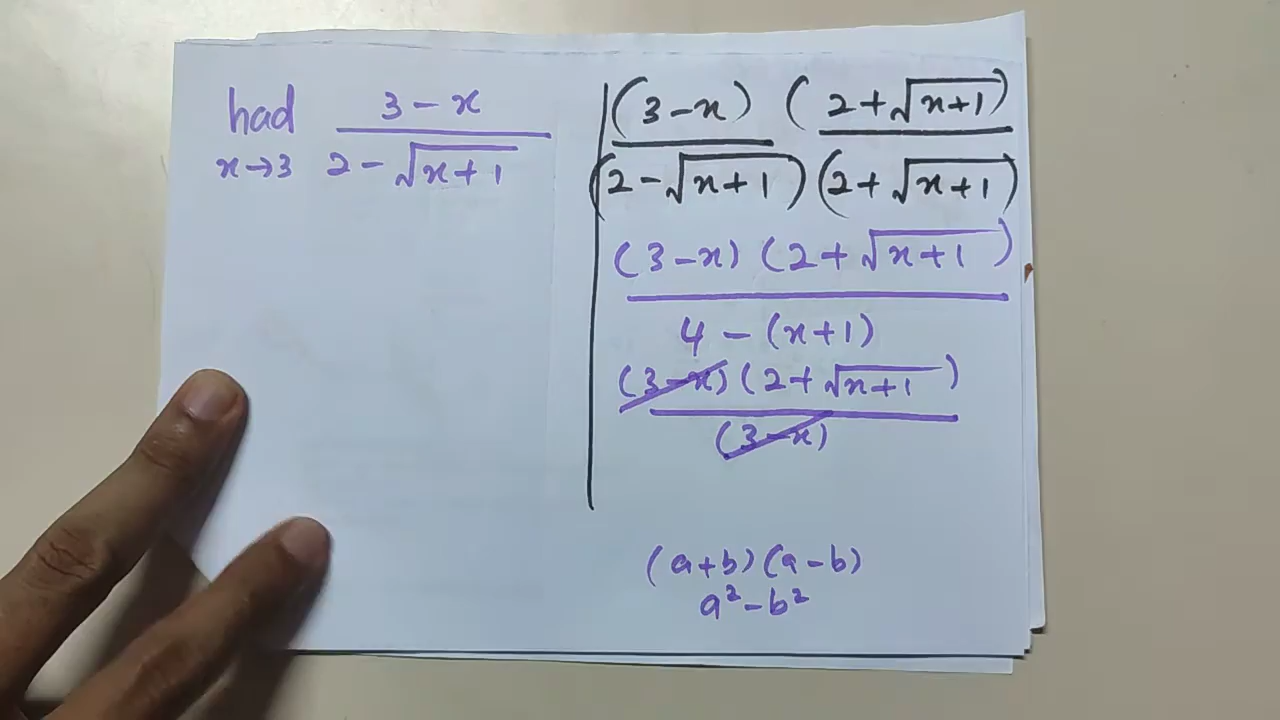 had 3 - x
x→3 2 - √x+1
(3-x) (2+√x+1)
(2-√x+1) (2+√x+1)
(3-x) (2+√x+1)
4 - (x+1)
(3-x) (2+√x+1)
(3-x)
(a+b)(a-b)
a² - b²